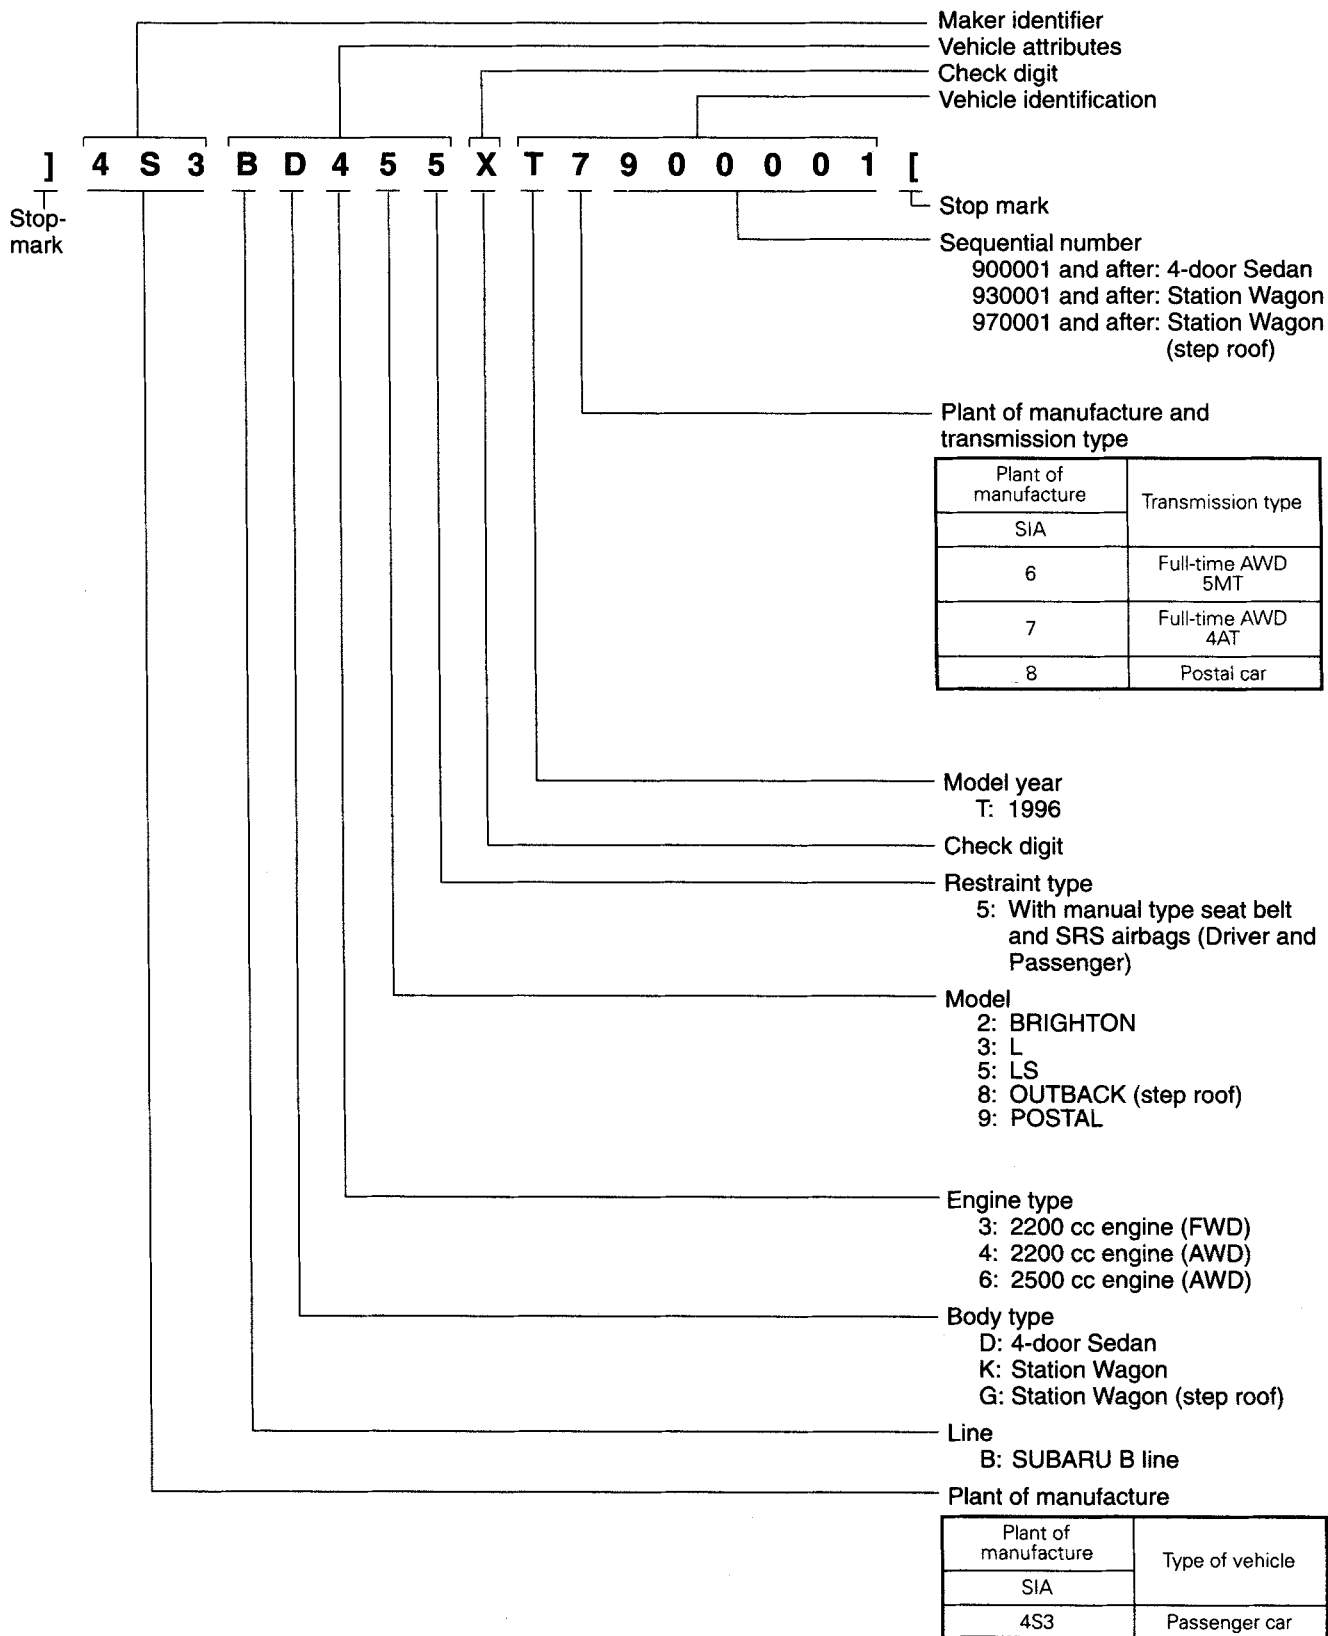 Maker identifier
Vehicle attributes
Check digit
Vehicle identification
] 4 S 3 B D 4 5 5 X T 7 9 0 0 0 0 1 [
Stop-
mark
Stop mark
Sequential number
900001 and after: 4-door Sedan
930001 and after: Station Wagon
970001 and after: Station Wagon
(step roof)
Plant of manufacture and
transmission type
Plant of
manufacture
Transmission type
SIA
6
Full-time AWD
5MT
7
Full-time AWD
4AT
8
Postal car
Model year
T: 1996
Check digit
Restraint type
5: With manual type seat belt
and SRS airbags (Driver and
Passenger)
Model
2: BRIGHTON
3: L
5: LS
8: OUTBACK (step roof)
9: POSTAL
Engine type
3: 2200 cc engine (FWD)
4: 2200 cc engine (AWD)
6: 2500 cc engine (AWD)
Body type
D: 4-door Sedan
K: Station Wagon
G: Station Wagon (step roof)
Line
B: SUBARU B line
Plant of manufacture
Plant of
manufacture
Type of vehicle
SIA
4S3
Passenger car